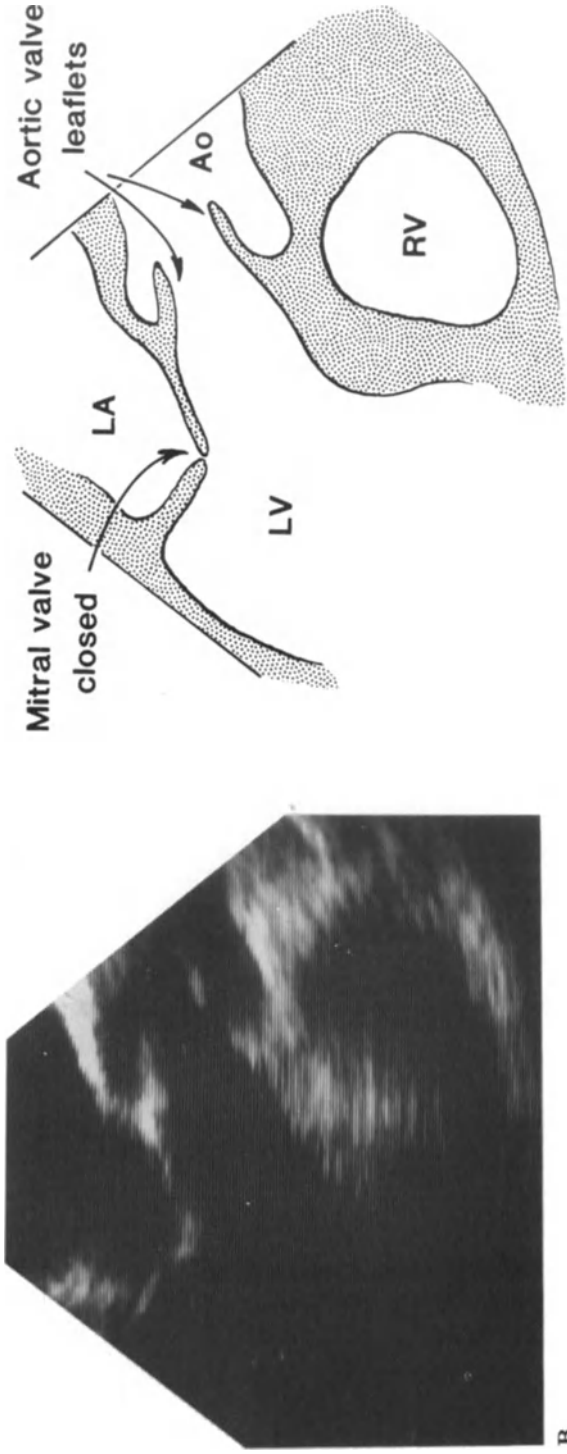 Aortic valve
leaflets
Mitral valve
closed
LA
Ao
LV
RV
B